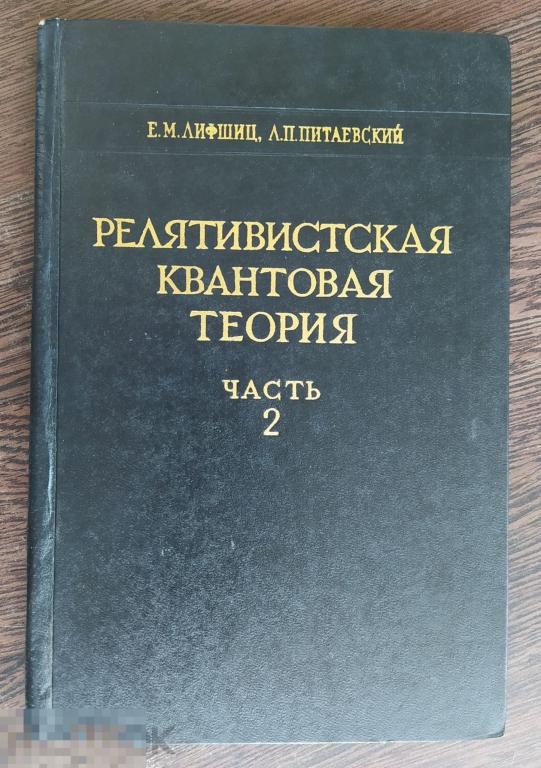 Е.М.ЛИФШИЦ, Л.П.ПИТАЕВСКИЙ
РЕЛЯТИВИСТСКАЯ
КВАНТОВАЯ
ТЕОРИЯ
ЧАСТЬ
2